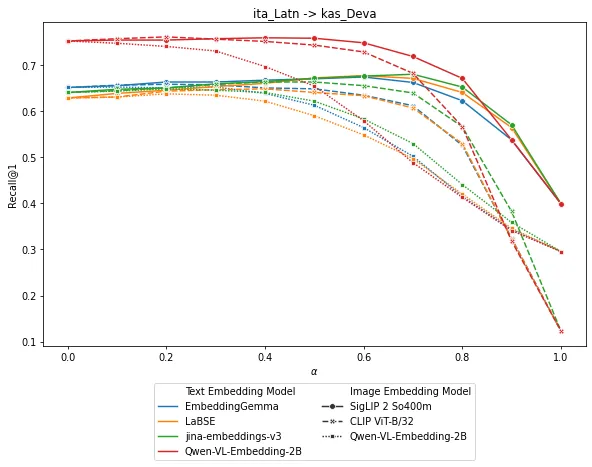 ita_Latn -> kas_Deva
Recall@1
0.7
0.6
0.5
0.4
0.3
0.2
0.1
0.0 0.2 0.4 0.6 0.8 1.0
α
Text Embedding Model
EmbeddingGemma
LaBSE
jina-embeddings-v3
Qwen-VL-Embedding-2B
Image Embedding Model
SigLIP 2 So400m
CLIP ViT-B/32
Qwen-VL-Embedding-2B